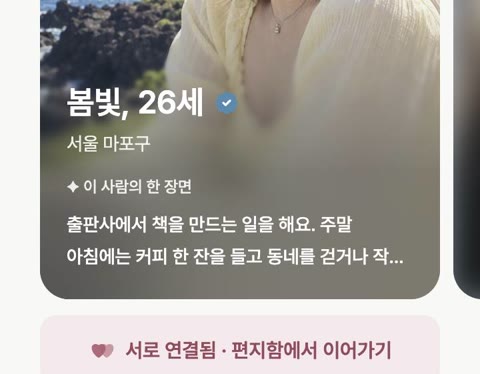 봄빛, 26세
서울 마포구
이 사람의 한 장면
출판사에서 책을 만드는 일을 해요. 주말
아침에는 커피 한 잔을 들고 동네를 걷거나 작...
서로 연결됨 · 편지함에서 이어가기